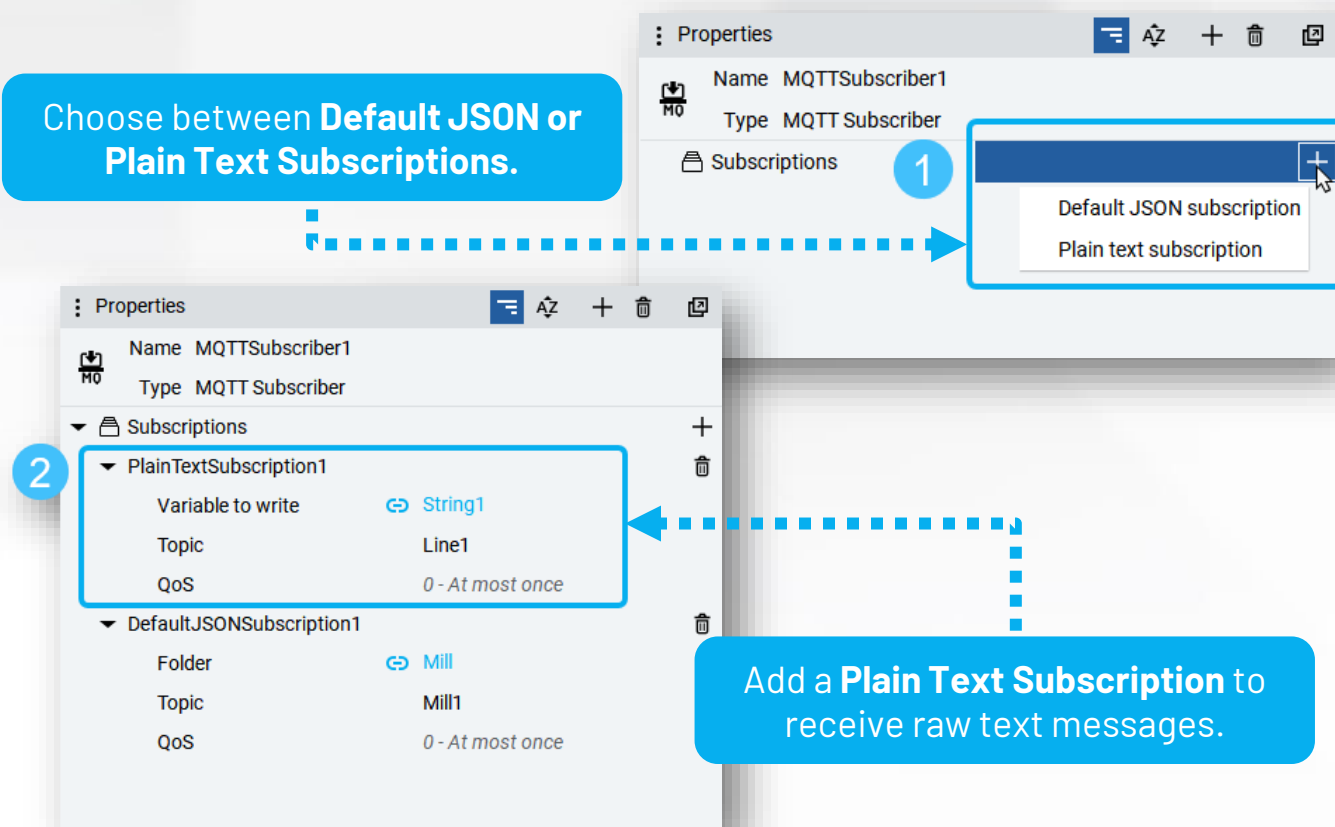 Properties
Name MQTTSubscriber1
MQ
Type MQTT Subscriber
Subscriptions
1
Default JSON subscription
Plain text subscription
Choose between Default JSON or
Plain Text Subscriptions.
Properties
Name MQTTSubscriber1
MQ
Type MQTT Subscriber
Subscriptions
2
PlainTextSubscription1
Variable to write String1
Topic Line1
QoS 0 - At most once
DefaultJSONSubscription1
Folder Mill
Topic Mill1
QoS 0 - At most once
Add a Plain Text Subscription to
receive raw text messages.